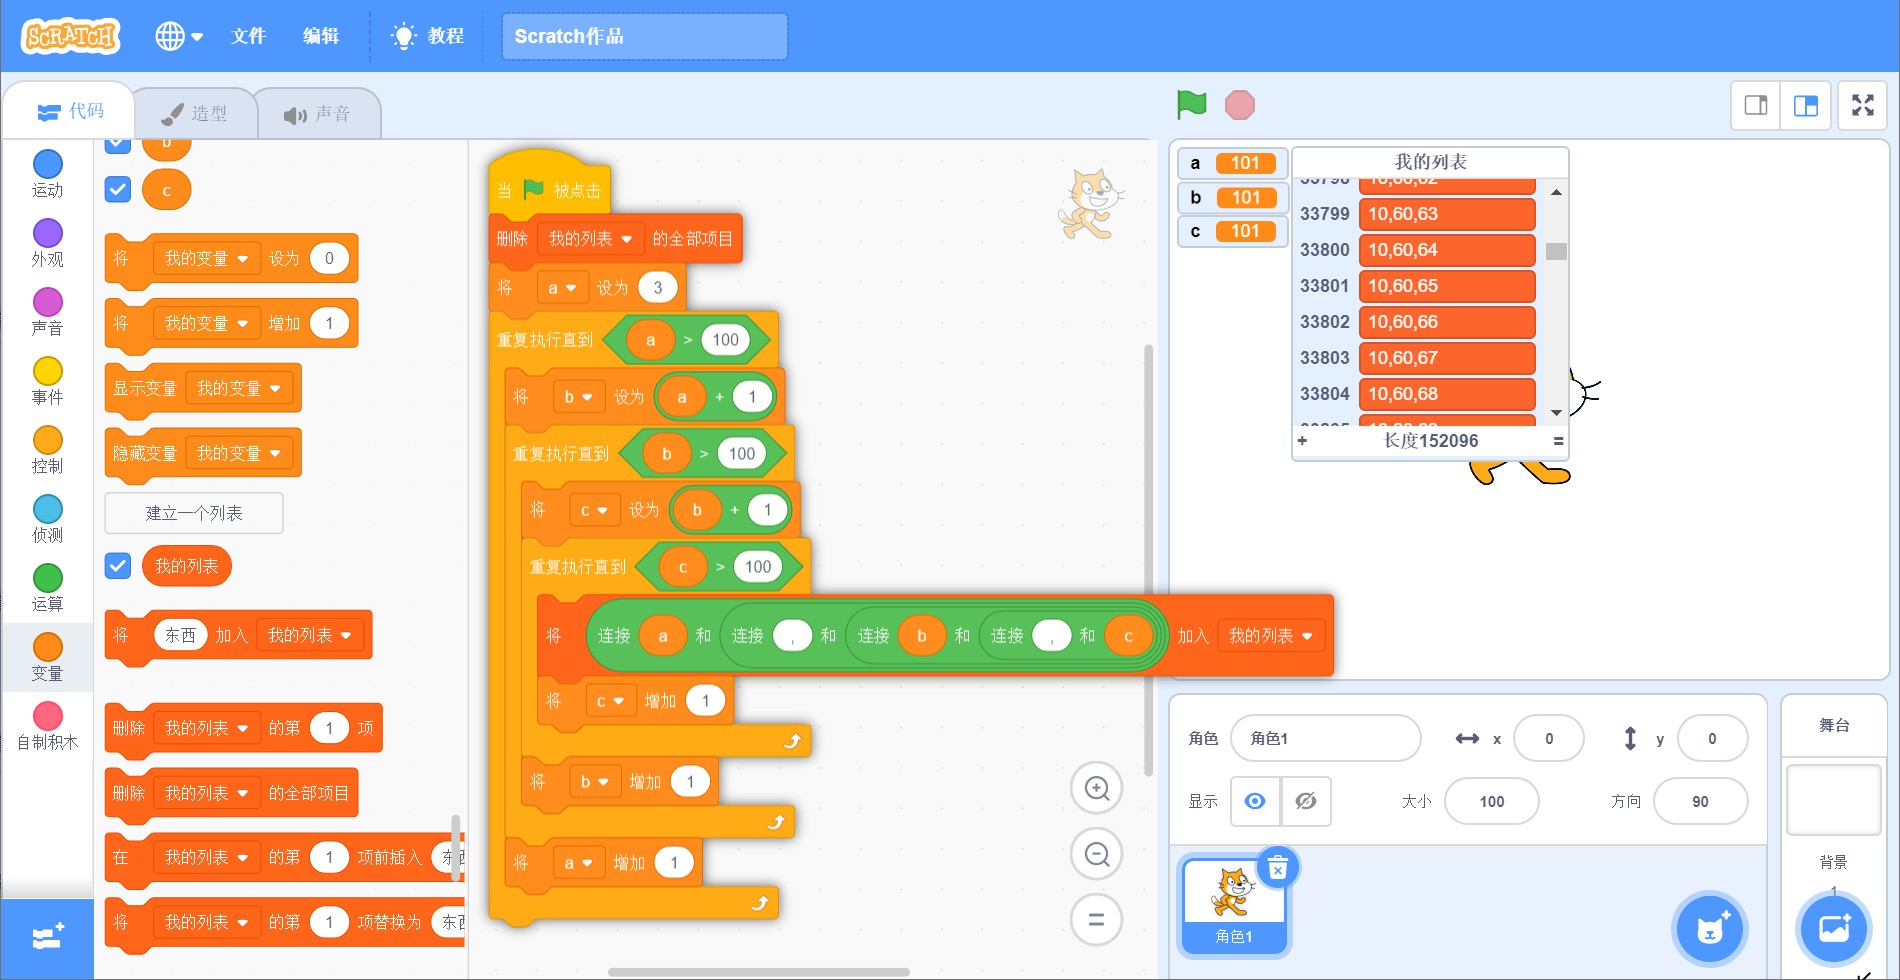 SCRATCH 文件 编辑 教程 Scratch作品
代码 造型 声音
运动
外观
声音
事件
控制
侦测
运算
变量
自制积木
b
c
将 我的变量 设为 0
将 我的变量 增加 1
显示变量 我的变量
隐藏变量 我的变量
建立一个列表
我的列表
将 东西 加入 我的列表
删除 我的列表 的第 1 项
删除 我的列表 的全部项目
在 我的列表 的第 1 项前插入 东
将 我的列表 的第 1 项替换为 东
当 被点击
删除 我的列表 的全部项目
将 a 设为 3
重复执行直到 a > 100
将 b 设为 a + 1
重复执行直到 b > 100
将 c 设为 b + 1
重复执行直到 c > 100
将 连接 a 和 连接 , 和 连接 b 和 连接 , 和 c 加入 我的列表
将 c 增加 1
将 b 增加 1
将 a 增加 1
a 101
b 101
c 101
我的列表
33798 10,60,62
33799 10,60,63
33800 10,60,64
33801 10,60,65
33802 10,60,66
33803 10,60,67
33804 10,60,68
+ 长度152096 =
角色 角色1 x 0 y 0
显示 大小 100 方向 90
角色1
舞台
背景
1